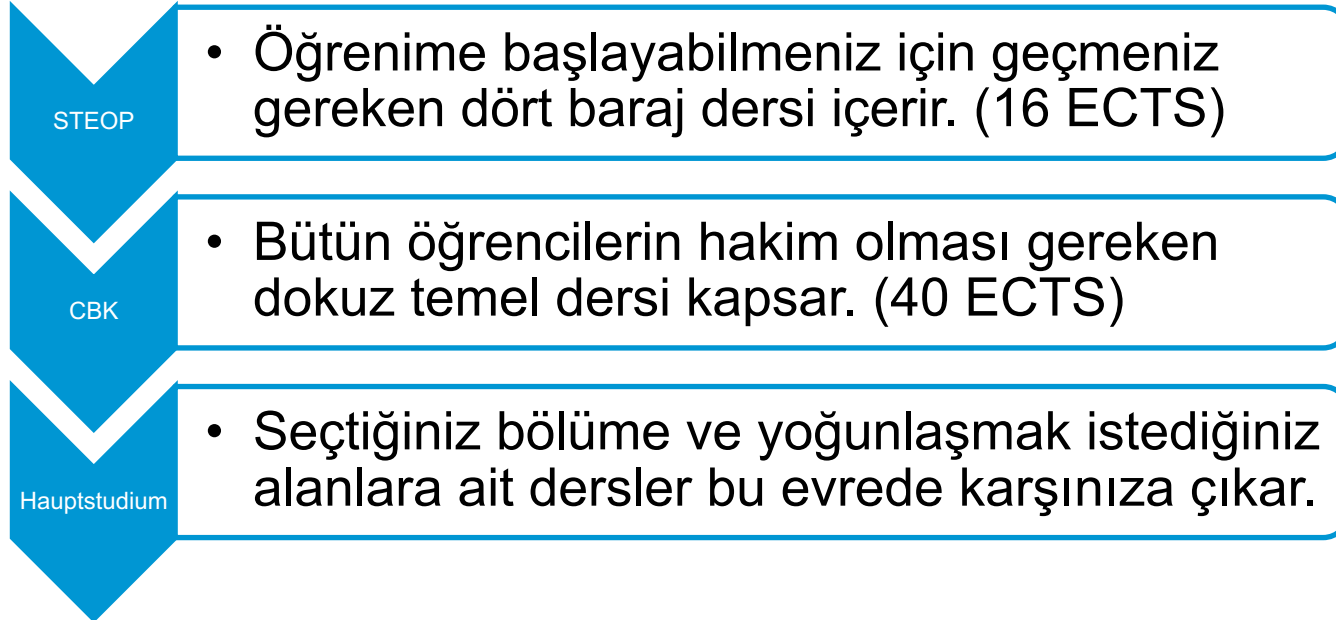 STEOP
• Öğrenime başlayabilmeniz için geçmeniz
gereken dört baraj dersi içerir. (16 ECTS)
CBK
• Bütün öğrencilerin hakim olması gereken
dokuz temel dersi kapsar. (40 ECTS)
Hauptstudium
• Seçtiğiniz bölüme ve yoğunlaşmak istediğiniz
alanlara ait dersler bu evrede karşınıza çıkar.